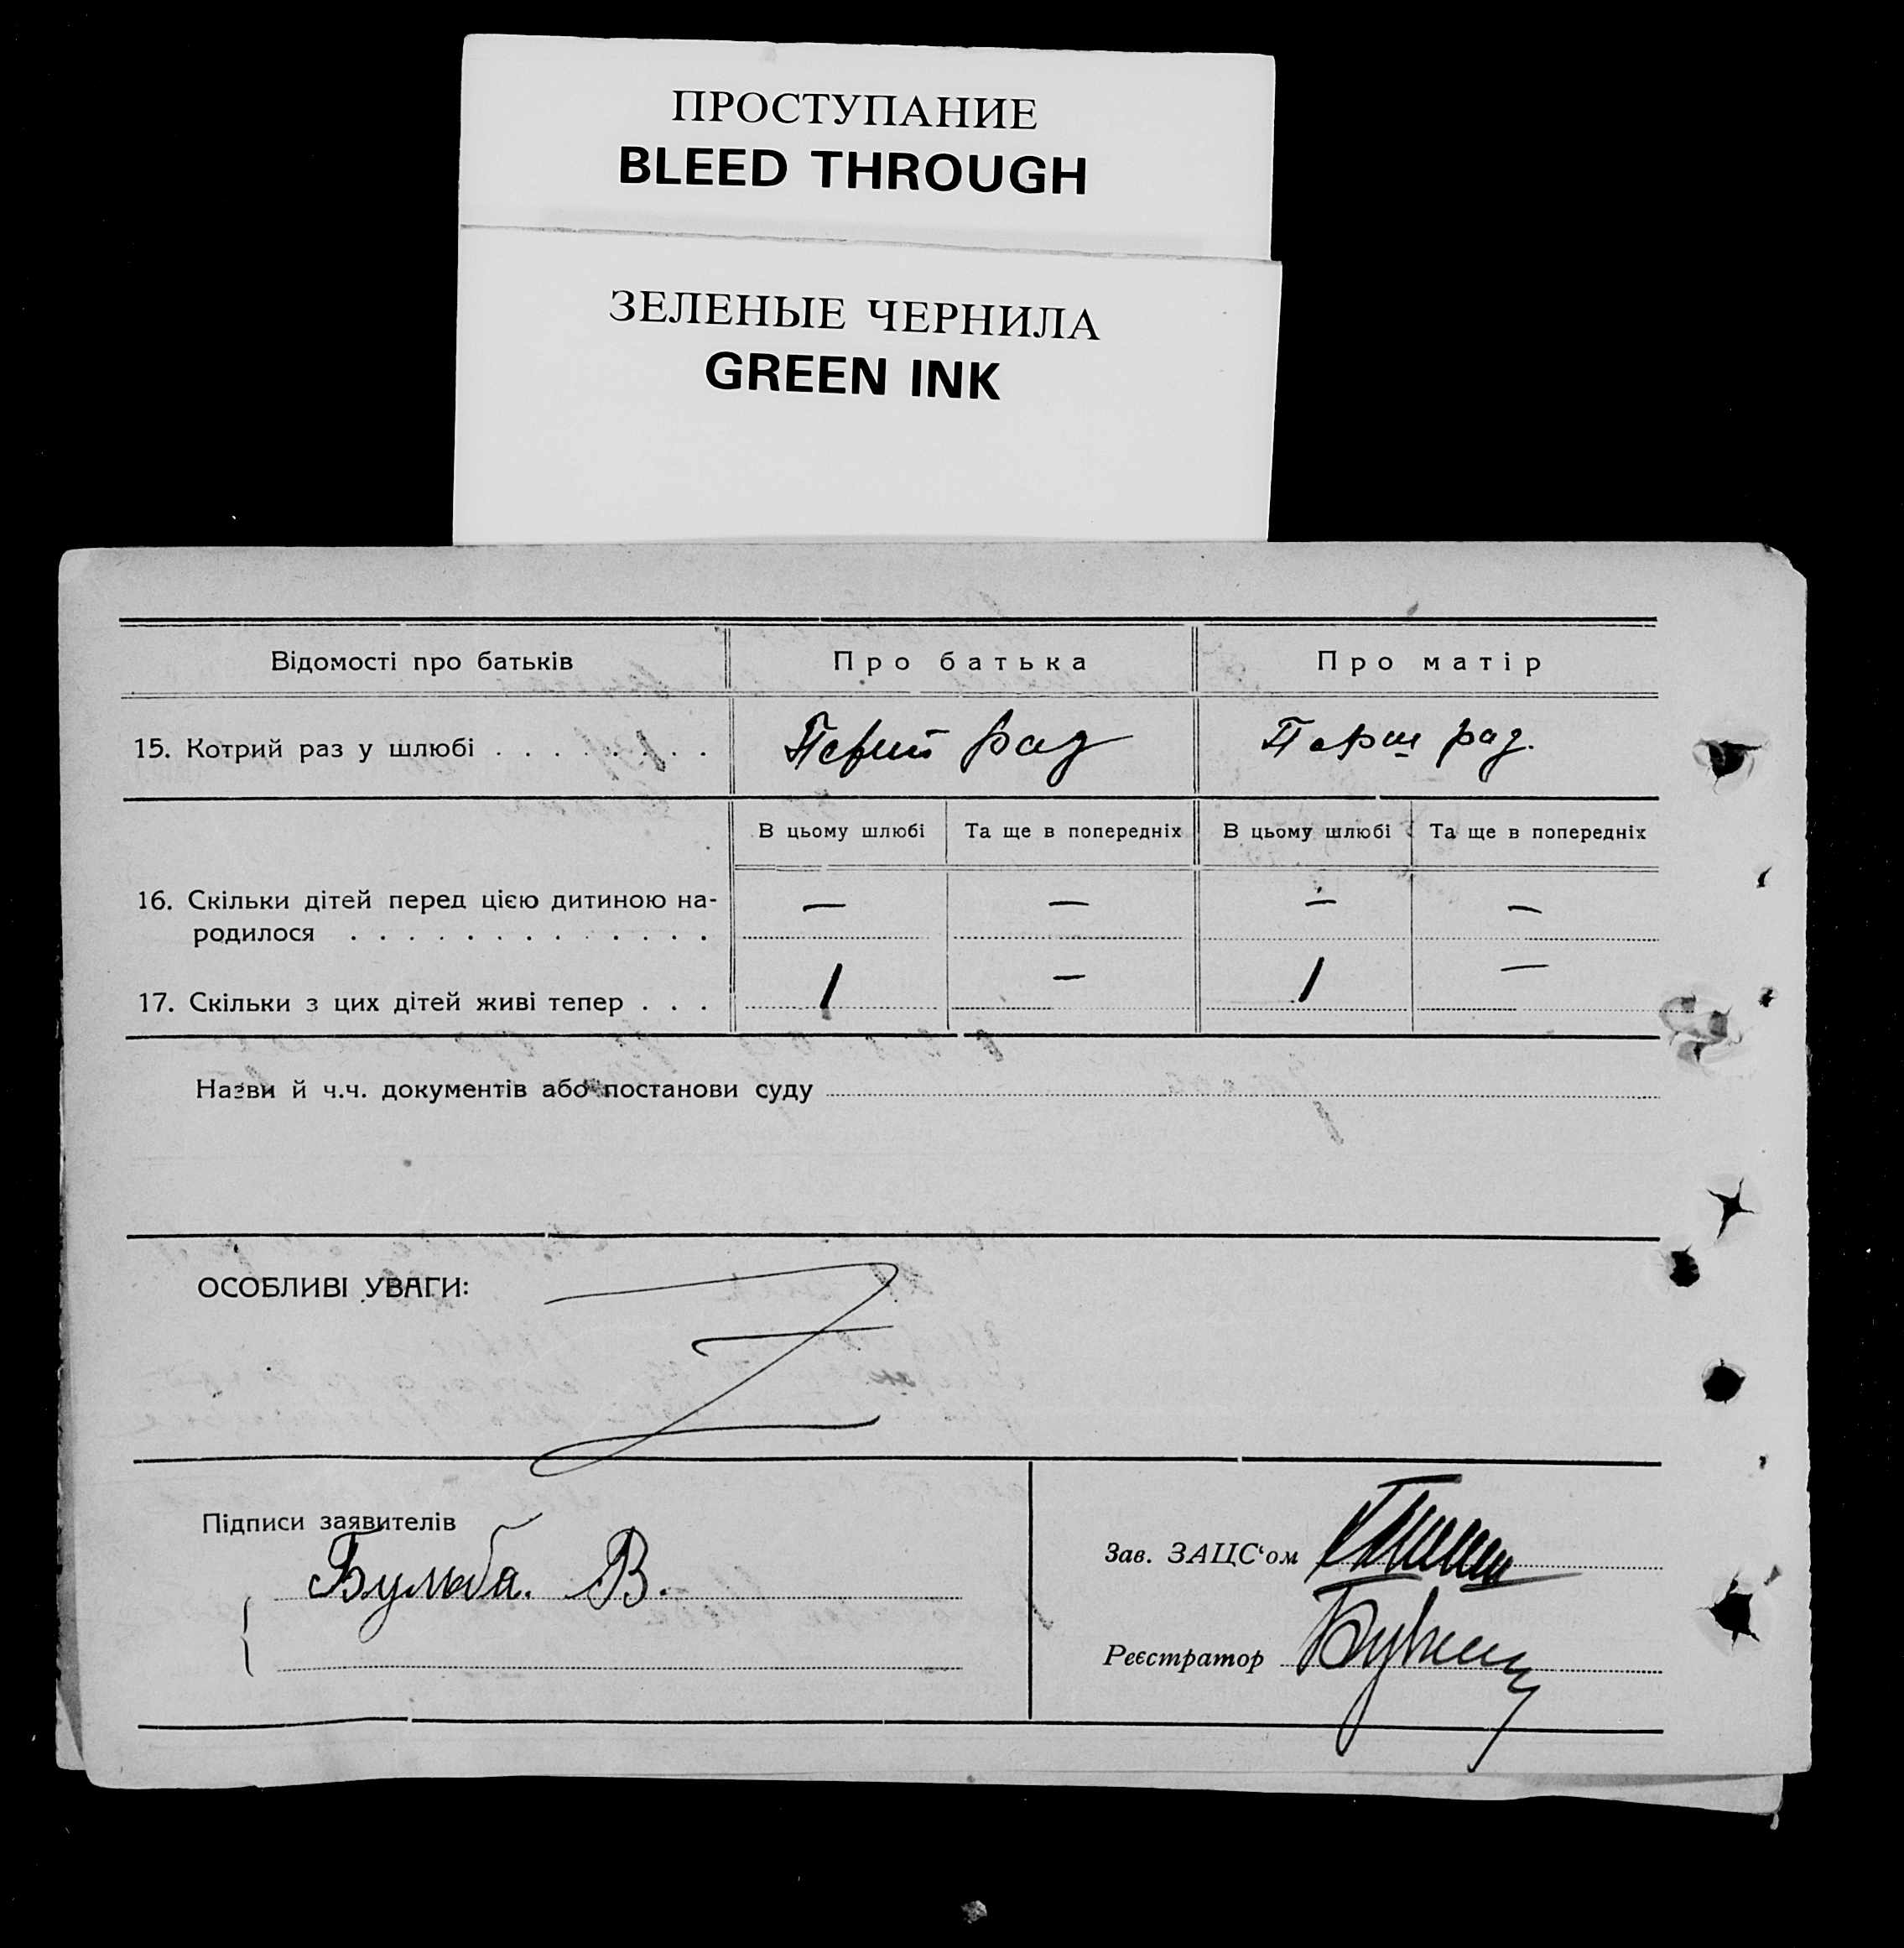 ПРОСТУПАНИЕ
BLEED THROUGH
ЗЕЛЕНЫЕ ЧЕРНИЛА
GREEN INK
Відомості про батьків Про батька Про матір
15. Котрий раз у шлюбі . . . . . . . . Перший раз Перш раз.
В цьому шлюбі Та ще в попередніх В цьому шлюбі Та ще в попередніх
16. Скільки дітей перед цією дитиною на- — — — —
родилося . . . . . . . . . . . . .
17. Скільки з цих дітей живі тепер . . . 1 — 1 —
Назви й ч.ч. документів або постанови суду
ОСОБЛИВІ УВАГИ:
Підписи заявителів
Бульба. В.
Зав. ЗАЦС‘ом
Реєстратор